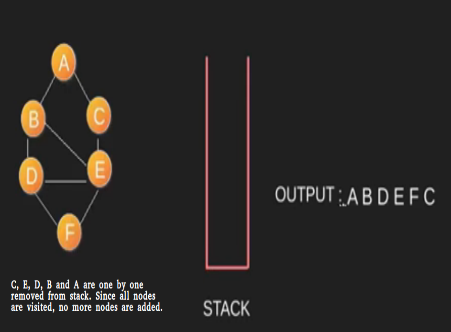 A
B
C
D
E
F
OUTPUT : A B D E F C
C, E, D, B and A are one by one
removed from stack. Since all nodes
are visited, no more nodes are added.
STACK